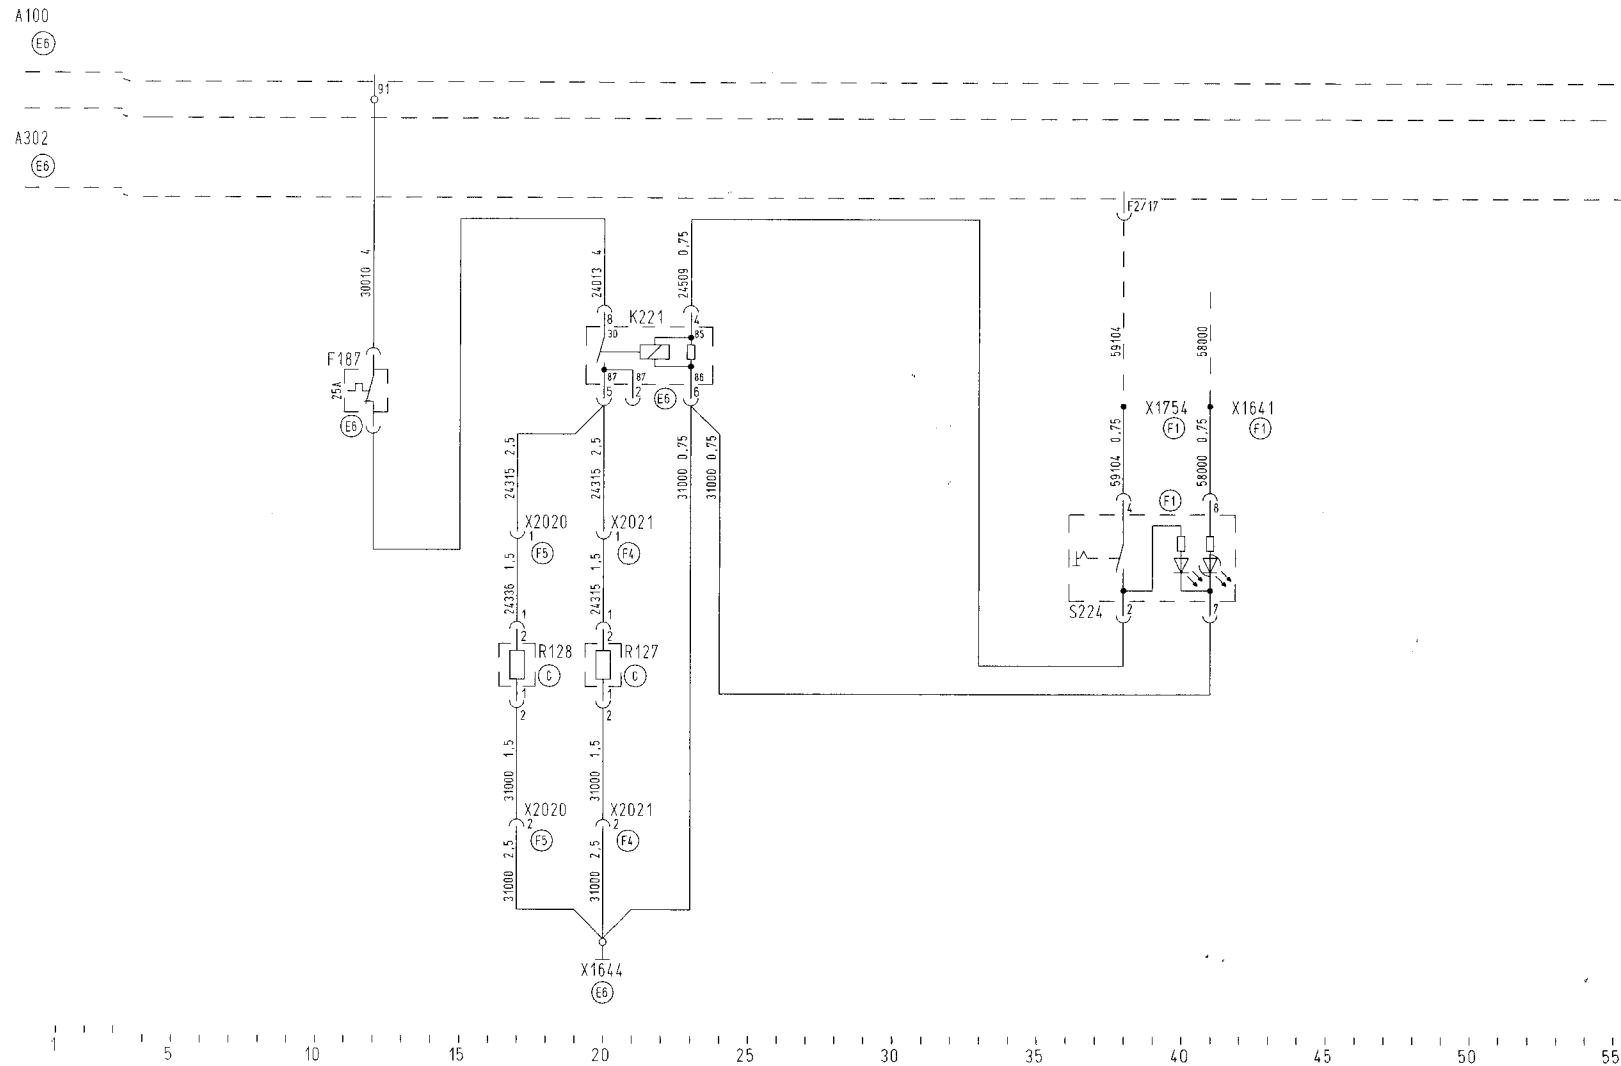 A100
E6
91
A302
E6
F2/17
30010 4
24013 4
24509 0,75
59104
58000
K221
8
4
30
85
87
87
86
5
2
6
E6
F187
25A
E6
X1754
F1
X1641
F1
24315 2,5
24315 2,5
31000 0,75
31000 0,75
59104 0,75
58000 0,75
4
F1
8
S224
2
7
X2020
1
F5
X2021
1
F4
24336 1,5
24315 1,5
1
2
R128
C
1
2
1
2
R127
C
1
2
31000 1,5
31000 1,5
X2020
2
F5
X2021
2
F4
31000 2,5
31000 2,5
X1644
E6
1 5 10 15 20 25 30 35 40 45 50 55